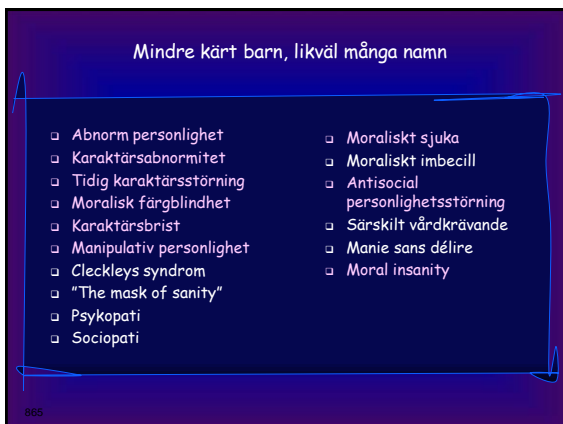 Mindre kärt barn, likväl många namn
Abnorm personlighet
Karaktärsabnormitet
Tidig karaktärsstörning
Moralisk färgblindhet
Karaktärsbrist
Manipulativ personlighet
Cleckleys syndrom
"The mask of sanity"
Psykopati
Sociopati
Moraliskt sjuka
Moraliskt imbecill
Antisocial
personlighetsstörning
Särskilt vårdkrävande
Manie sans délire
Moral insanity
865